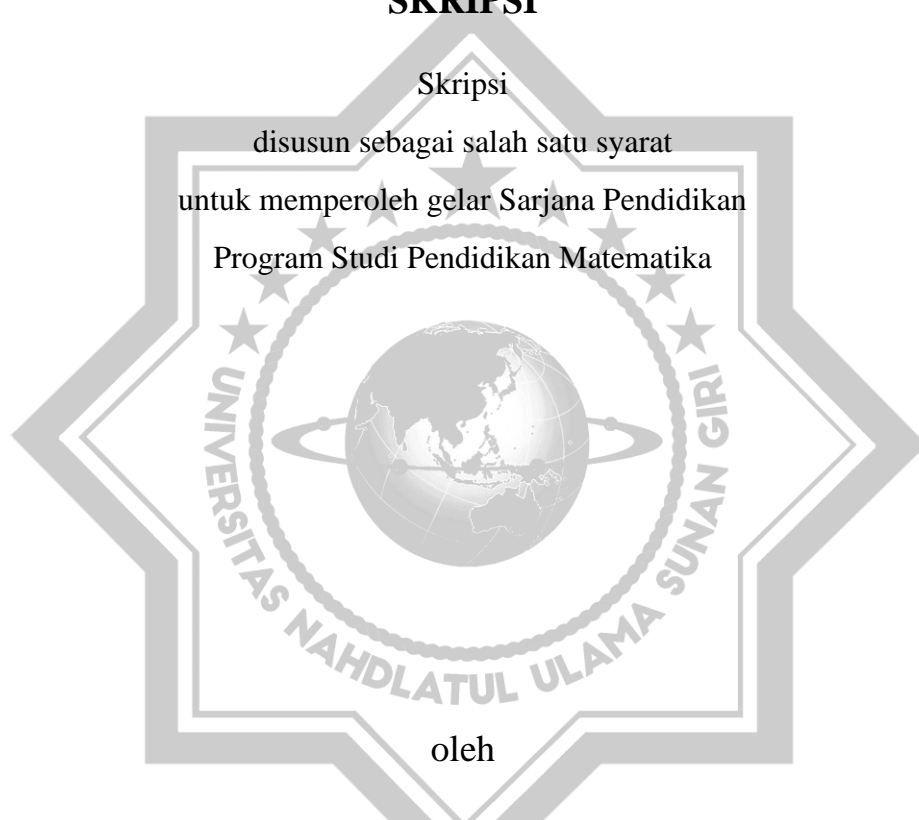 SKRIPSI
Skripsi
disusun sebagai salah satu syarat
untuk memperoleh gelar Sarjana Pendidikan
Program Studi Pendidikan Matematika
UNIVERSITAS NAHDLATUL ULAMA SUNAN GIRI
oleh